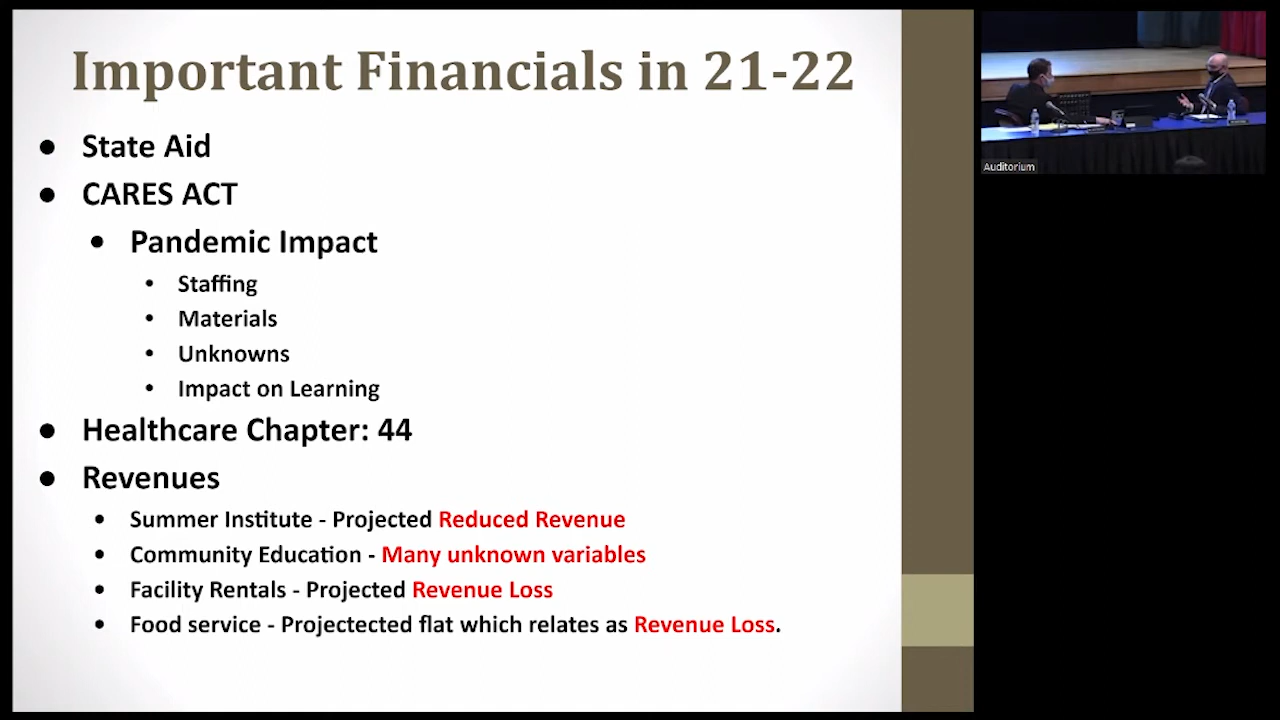 Important Financials in 21-22
● State Aid
● CARES ACT
• Pandemic Impact
• Staffing
• Materials
• Unknowns
• Impact on Learning
● Healthcare Chapter: 44
● Revenues
• Summer Institute - Projected Reduced Revenue
• Community Education - Many unknown variables
• Facility Rentals - Projected Revenue Loss
• Food service - Projectected flat which relates as Revenue Loss.
Auditorium